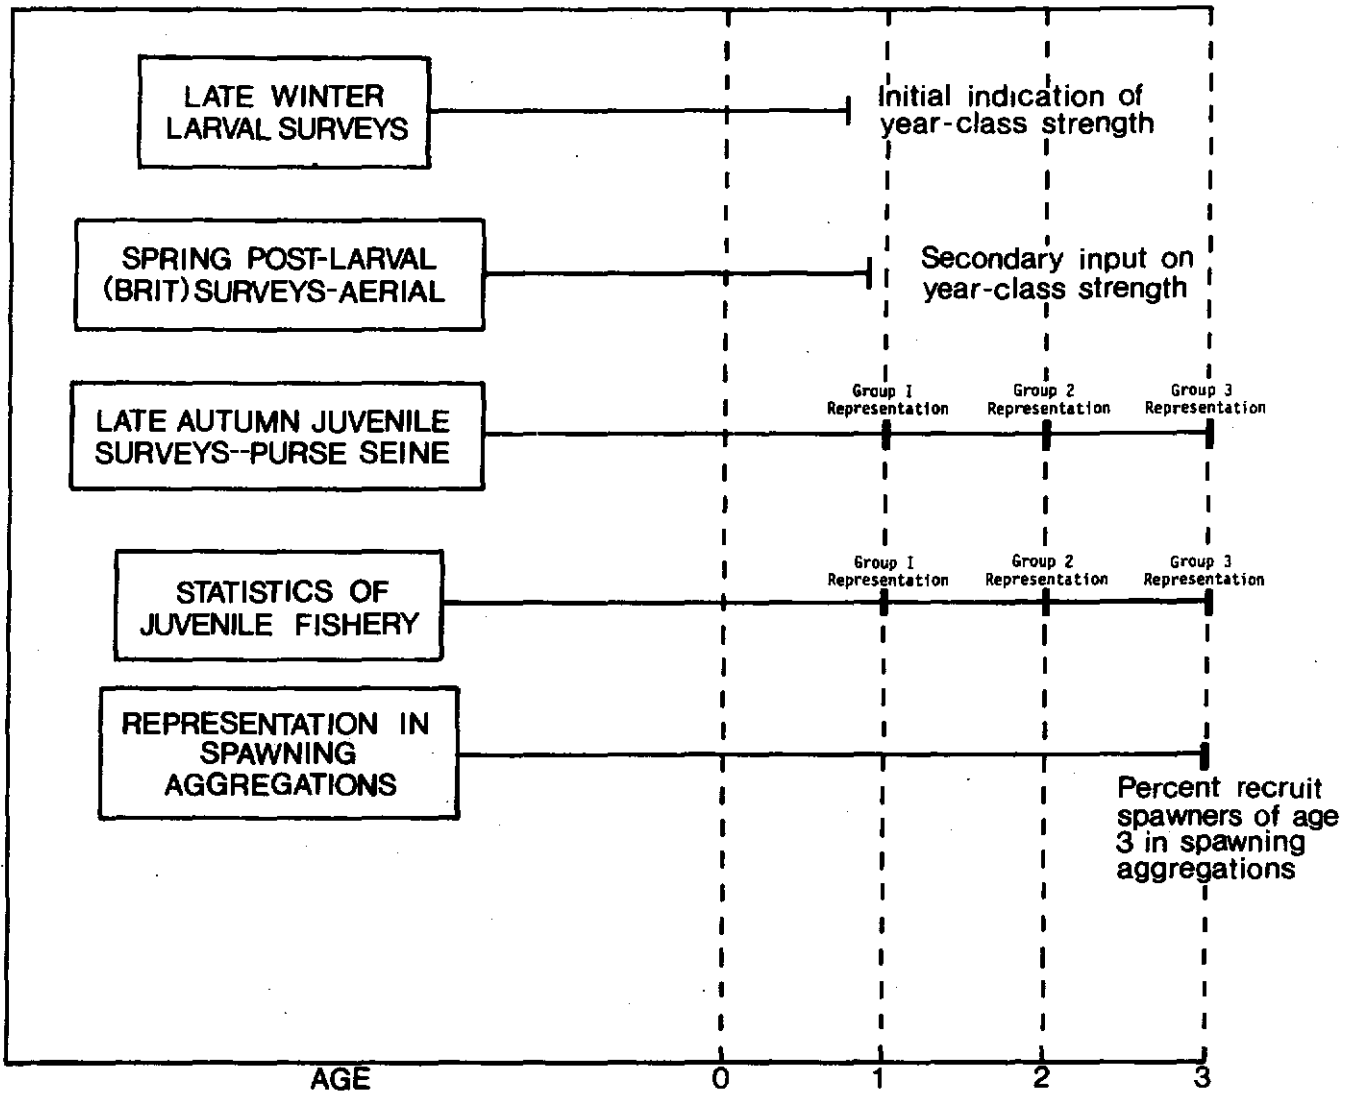 LATE WINTER
LARVAL SURVEYS
Initial indication of
year-class strength
SPRING POST-LARVAL
(BRIT) SURVEYS-AERIAL
Secondary input on
year-class strength
LATE AUTUMN JUVENILE
SURVEYS--PURSE SEINE
Group I
Representation
Group 2
Representation
Group 3
Representation
STATISTICS OF
JUVENILE FISHERY
Group I
Representation
Group 2
Representation
Group 3
Representation
REPRESENTATION IN
SPAWNING
AGGREGATIONS
Percent recruit
spawners of age
3 in spawning
aggregations
AGE
0
1
2
3